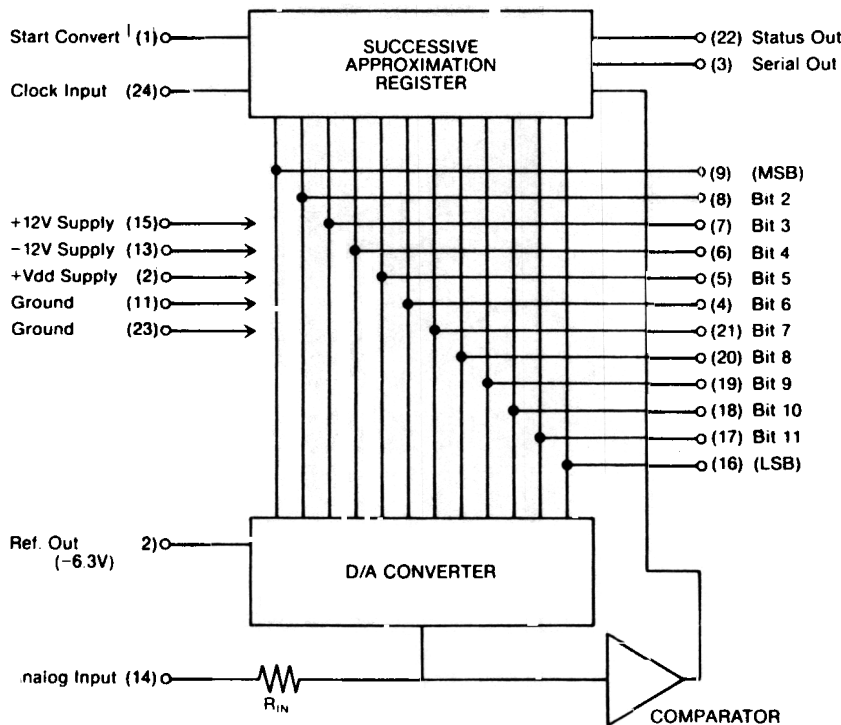 Start Convert (1)
Clock Input (24)
SUCCESSIVE
APPROXIMATION
REGISTER
(22) Status Out
(3) Serial Out
(9) (MSB)
(8) Bit 2
(7) Bit 3
(6) Bit 4
(5) Bit 5
(4) Bit 6
(21) Bit 7
(20) Bit 8
(19) Bit 9
(18) Bit 10
(17) Bit 11
(16) (LSB)
+12V Supply (15)
-12V Supply (13)
+Vdd Supply (2)
Ground (11)
Ground (23)
Ref. Out 2)
(-6.3V)
D/A CONVERTER
nalog Input (14)
RIN
COMPARATOR